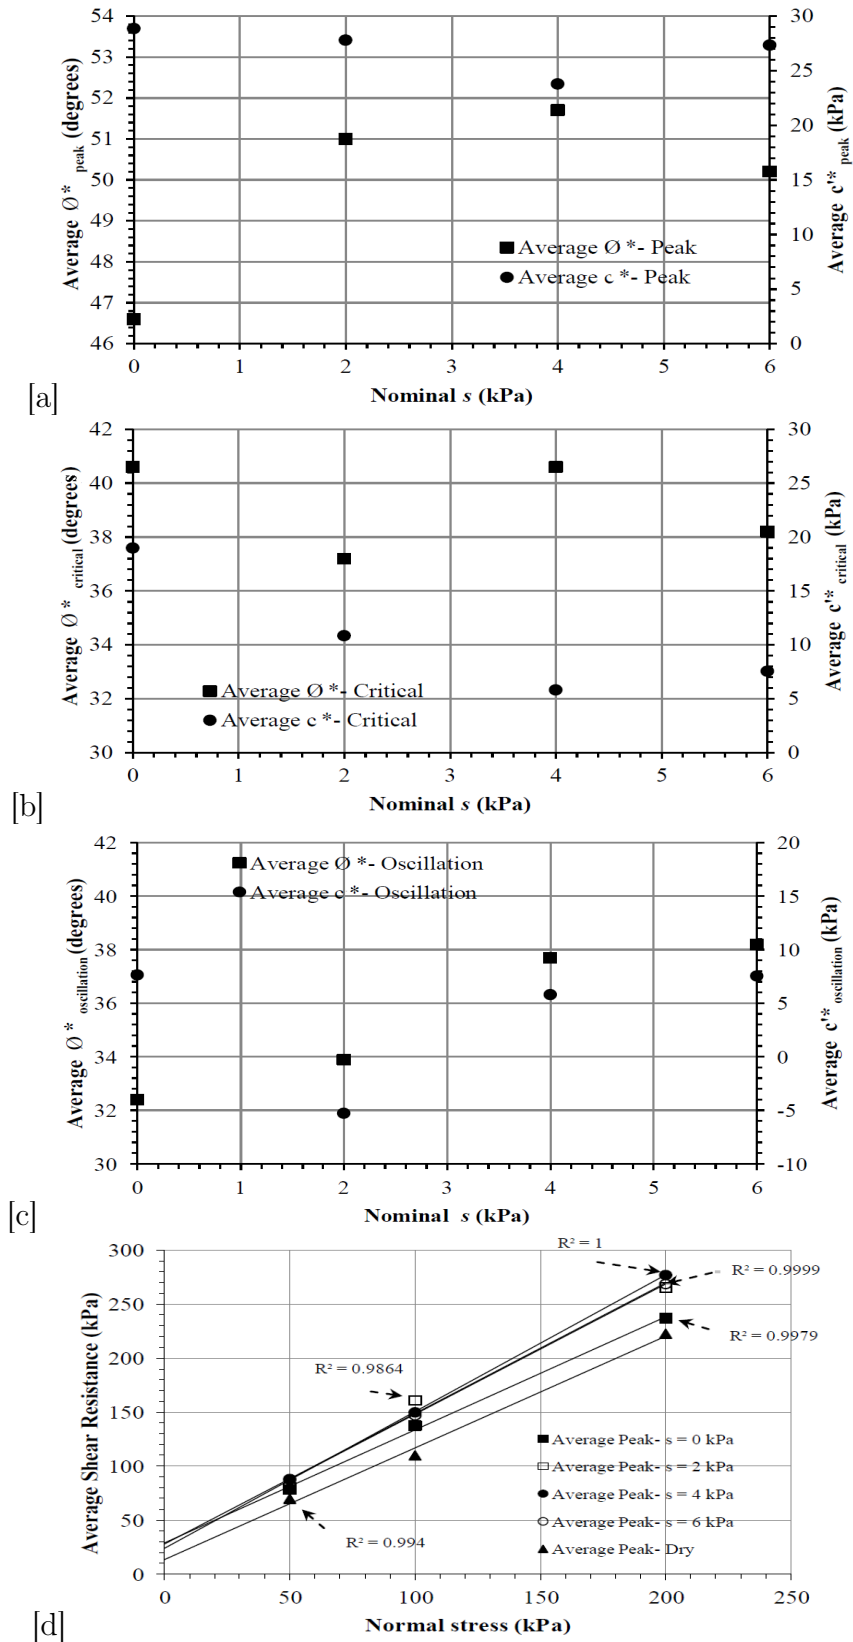 54
53
52
51
50
49
48
47
46
30
25
20
15
10
5
0
Average Ø*peak (degrees)
Average c'*peak (kPa)
Average Ø *- Peak
Average c *- Peak
0 1 2 3 4 5 6
Nominal s (kPa)
[a]
42
40
38
36
34
32
30
30
25
20
15
10
5
0
Average Ø*critical (degrees)
Average c'*critical (kPa)
Average Ø *- Critical
Average c *- Critical
0 1 2 3 4 5 6
Nominal s (kPa)
[b]
42
40
38
36
34
32
30
20
15
10
5
0
-5
-10
Average Ø*oscillation (degrees)
Average c'*oscillation (kPa)
Average Ø *- Oscillation
Average c *- Oscillation
0 1 2 3 4 5 6
Nominal s (kPa)
[c]
300
250
200
150
100
50
0
Average Shear Resistance (kPa)
R² = 1
R² = 0.9999
R² = 0.9979
R² = 0.9864
R² = 0.994
Average Peak- s = 0 kPa
Average Peak- s = 2 kPa
Average Peak- s = 4 kPa
Average Peak- s = 6 kPa
Average Peak- Dry
0 50 100 150 200 250
Normal stress (kPa)
[d]